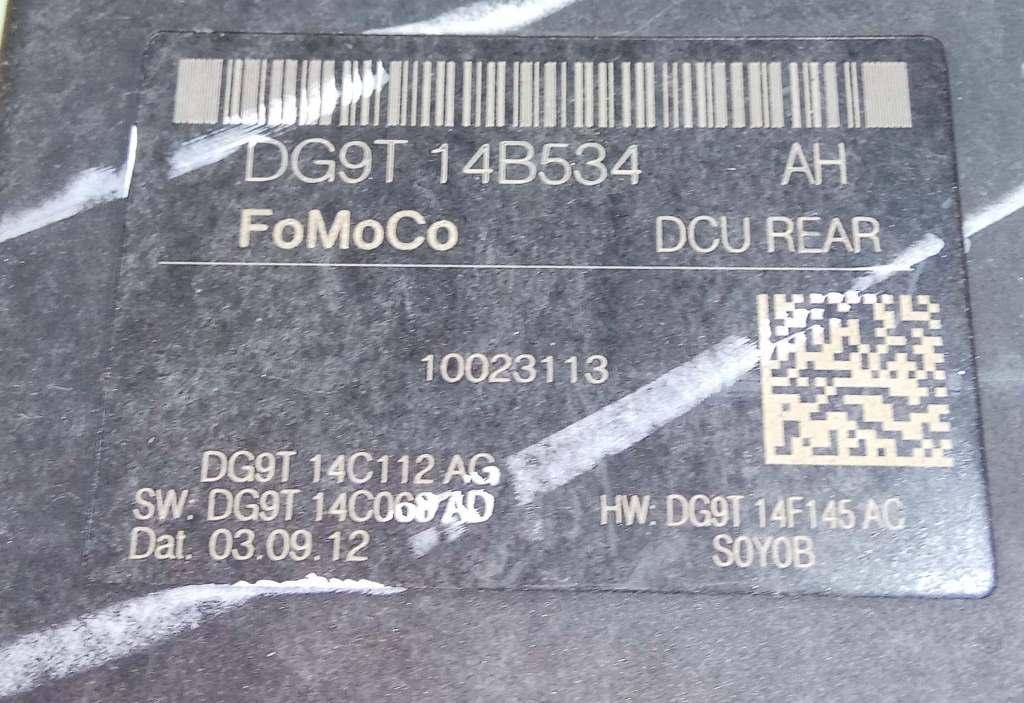 DG9T 14B534 AH
FoMoCo DCU REAR
10023113
DG9T 14C112 AG
SW: DG9T 14C068 AD
HW: DG9T 14F145 AC
Dat. 03.09.12
S0Y0B